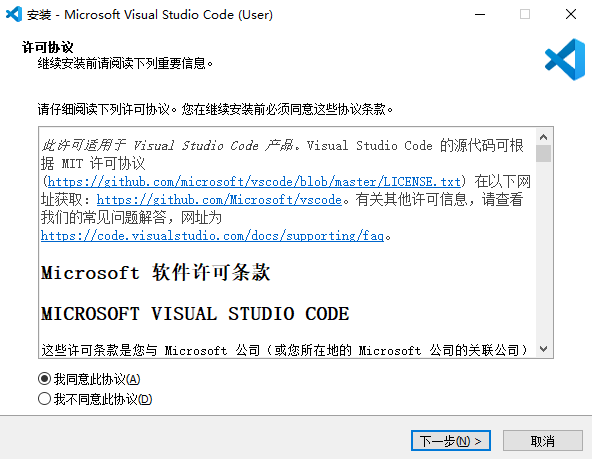 安装 - Microsoft Visual Studio Code (User)
许可协议
继续安装前请阅读下列重要信息。
请仔细阅读下列许可协议。您在继续安装前必须同意这些协议条款。
此许可适用于 Visual Studio Code 产品。Visual Studio Code 的源代码可根
据 MIT 许可协议
(https://github.com/microsoft/vscode/blob/master/LICENSE.txt) 在以下网
址获取：https://github.com/Microsoft/vscode。有关其他许可信息，请查看
我们的常见问题解答，网址为
https://code.visualstudio.com/docs/supporting/faq。
Microsoft 软件许可条款
MICROSOFT VISUAL STUDIO CODE
这些许可条款是您与 Microsoft 公司（或您所在地的 Microsoft 公司的关联公司）
我同意此协议(A)
我不同意此协议(D)
下一步(N) >
取消